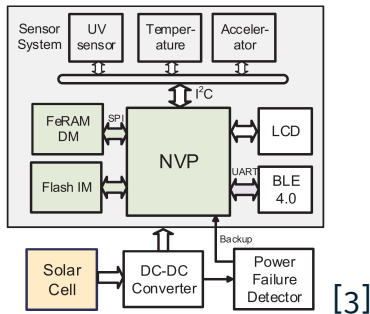 Sensor
System
UV
sensor
Temper-
ature
Acceler-
ator
I²C
FeRAM
DM
SPI
NVP
LCD
Flash IM
UART
BLE
4.0
Backup
Solar
Cell
DC-DC
Converter
Power
Failure
Detector
[3]